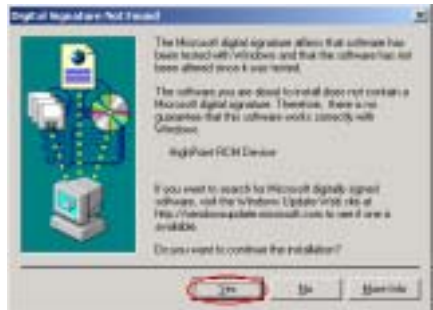 Digital Signature Not Found
The Microsoft digital signature affirms that software has
been tested with Windows and that the software has not
been altered since it was tested.
The software you are about to install does not contain a
Microsoft digital signature. Therefore, there is no
guarantee that this software works correctly with
Windows.
HighPoint RCM Device
If you want to search for Microsoft digitally signed
software, visit the Windows Update Web site at
http://windowsupdate.microsoft.com to see if one is
available.
Do you want to continue the installation?
Yes No More Info